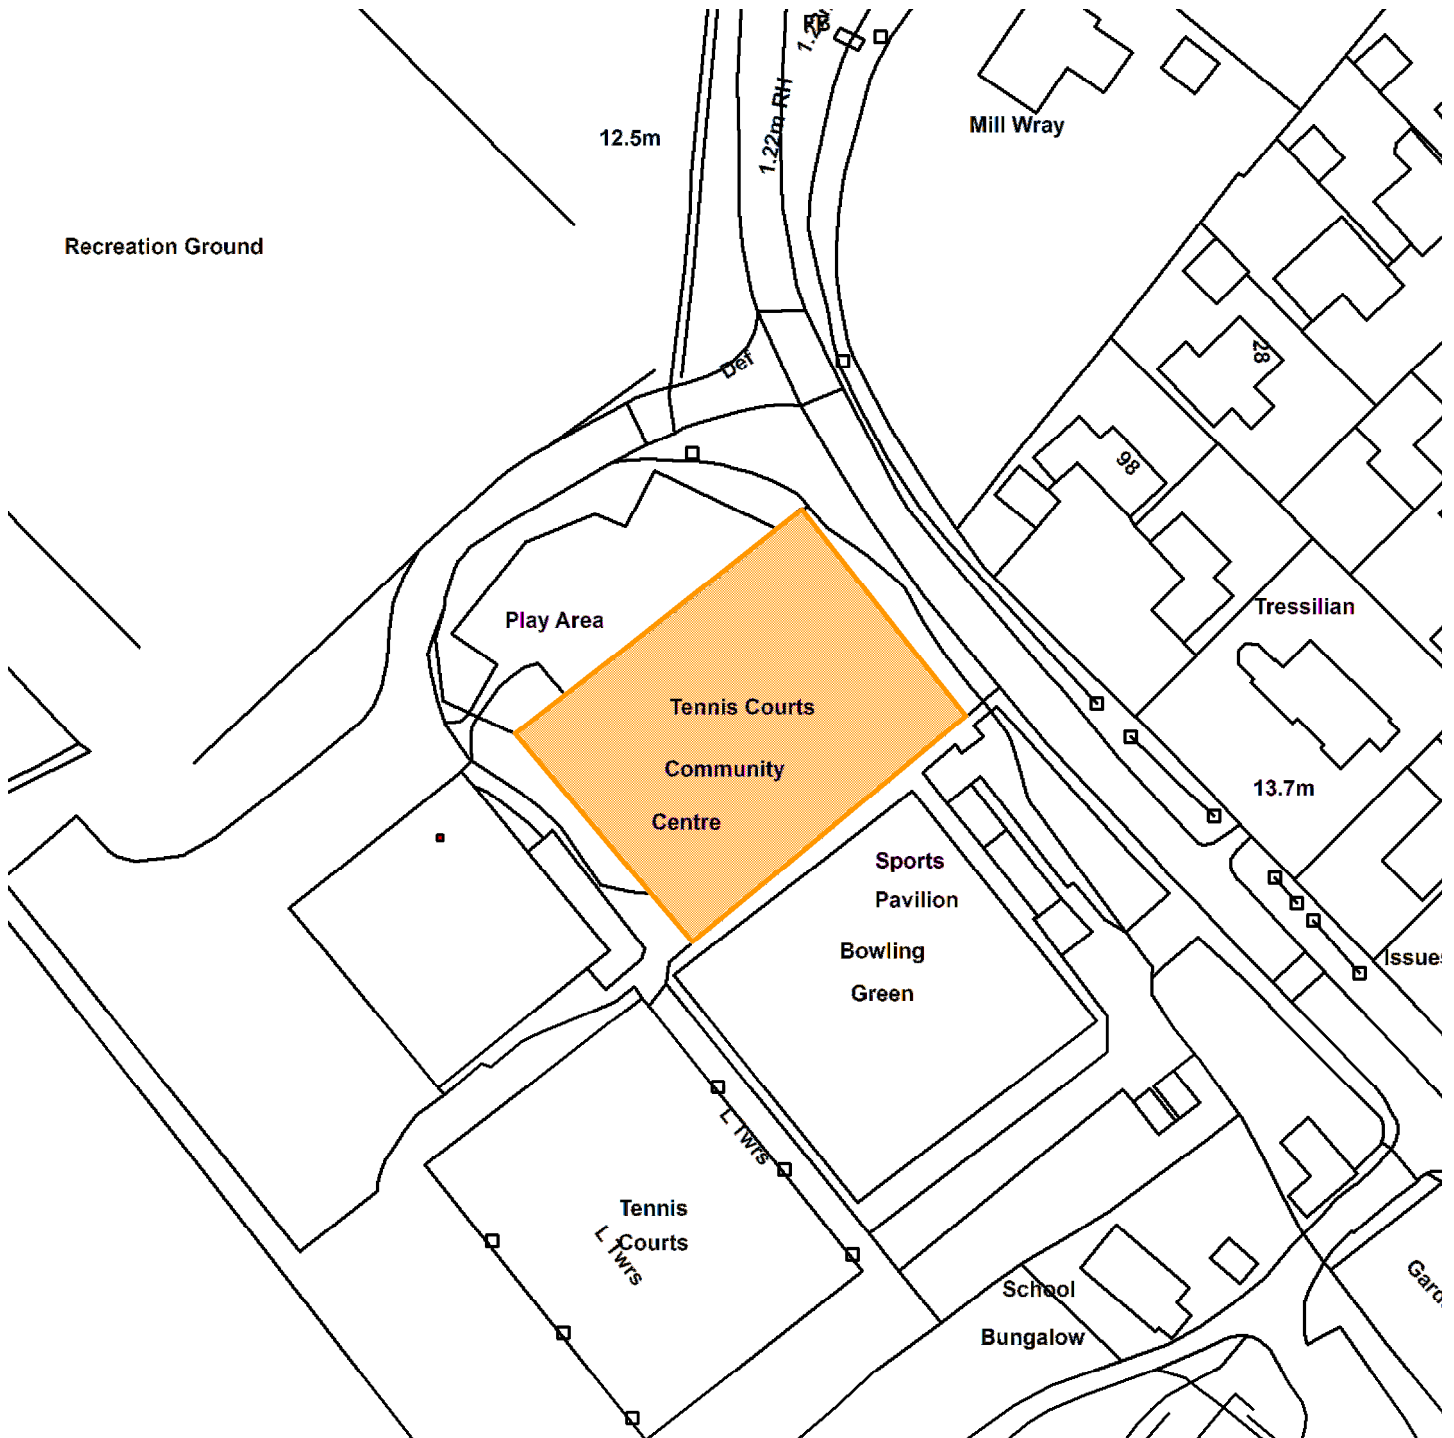 1.22m RH
12.5m
Mill Wray
Recreation Ground
Def
28
98
Play Area
Tressilian
Tennis Courts
Community
Centre
13.7m
Sports
Pavilion
Bowling
Green
Issues
L Twrs
Tennis
Courts
L Twrs
School
Bungalow